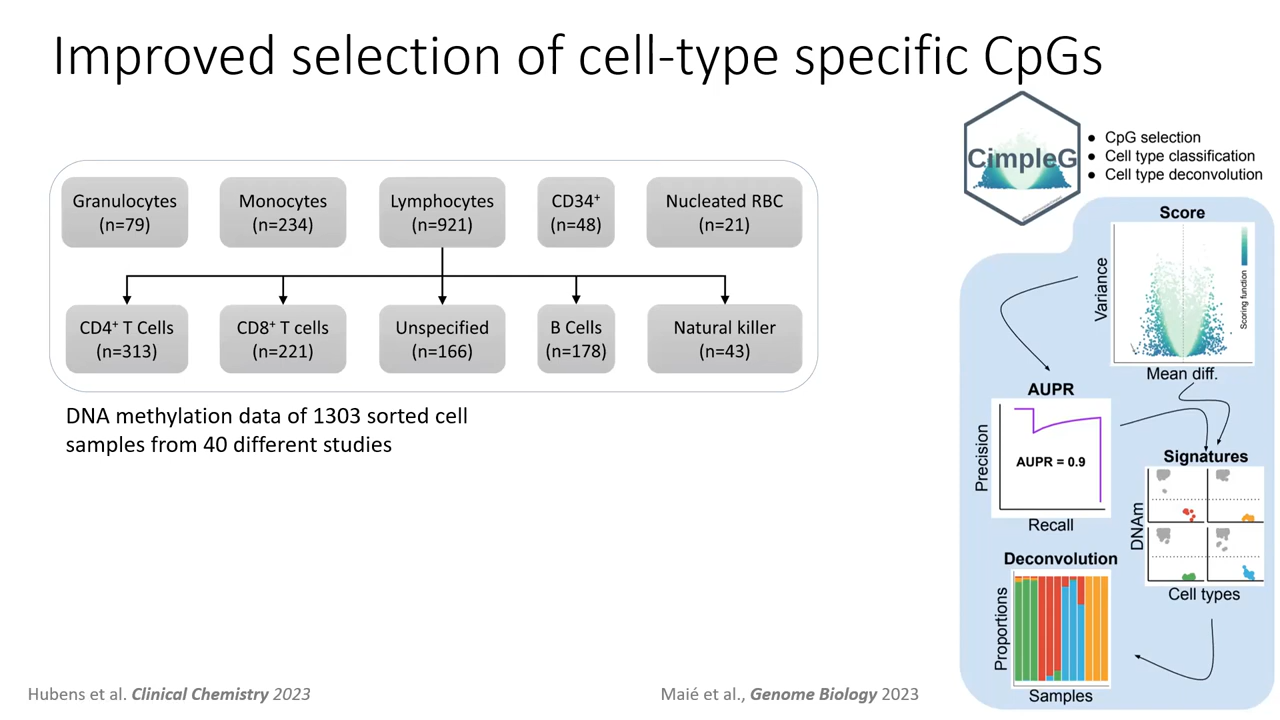 Improved selection of cell-type specific CpGs
CimpleG
● CpG selection
● Cell type classification
● Cell type deconvolution
Granulocytes
(n=79)
Monocytes
(n=234)
Lymphocytes
(n=921)
CD34⁺
(n=48)
Nucleated RBC
(n=21)
CD4⁺ T Cells
(n=313)
CD8⁺ T cells
(n=221)
Unspecified
(n=166)
B Cells
(n=178)
Natural killer
(n=43)
DNA methylation data of 1303 sorted cell
samples from 40 different studies
Score
Variance
Scoring function
Mean diff.
AUPR
Precision
AUPR = 0.9
Recall
Signatures
DNAm
Cell types
Deconvolution
Proportions
Samples
Hubens et al. Clinical Chemistry 2023
Maié et al., Genome Biology 2023